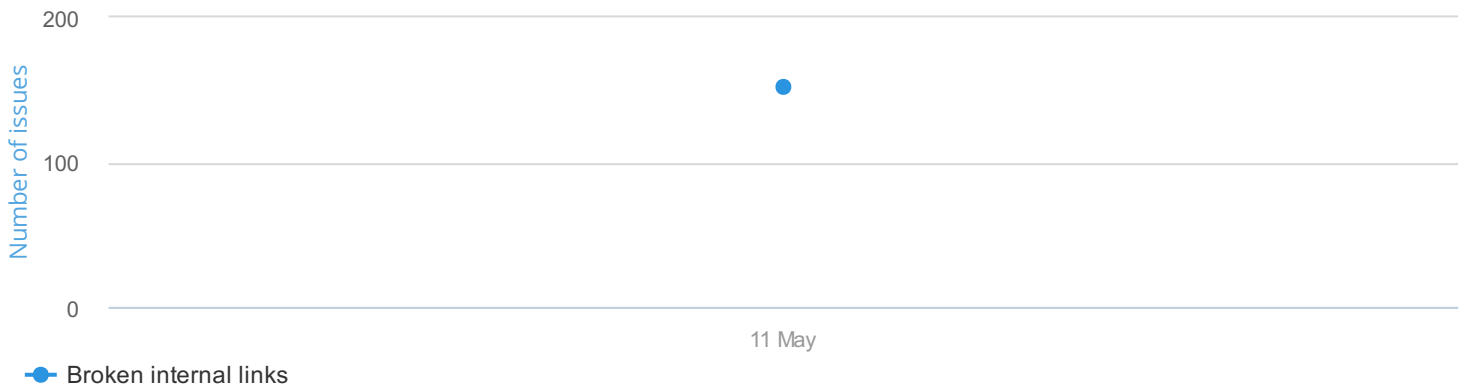 200
Number of issues
100
0
11 May
Broken internal links